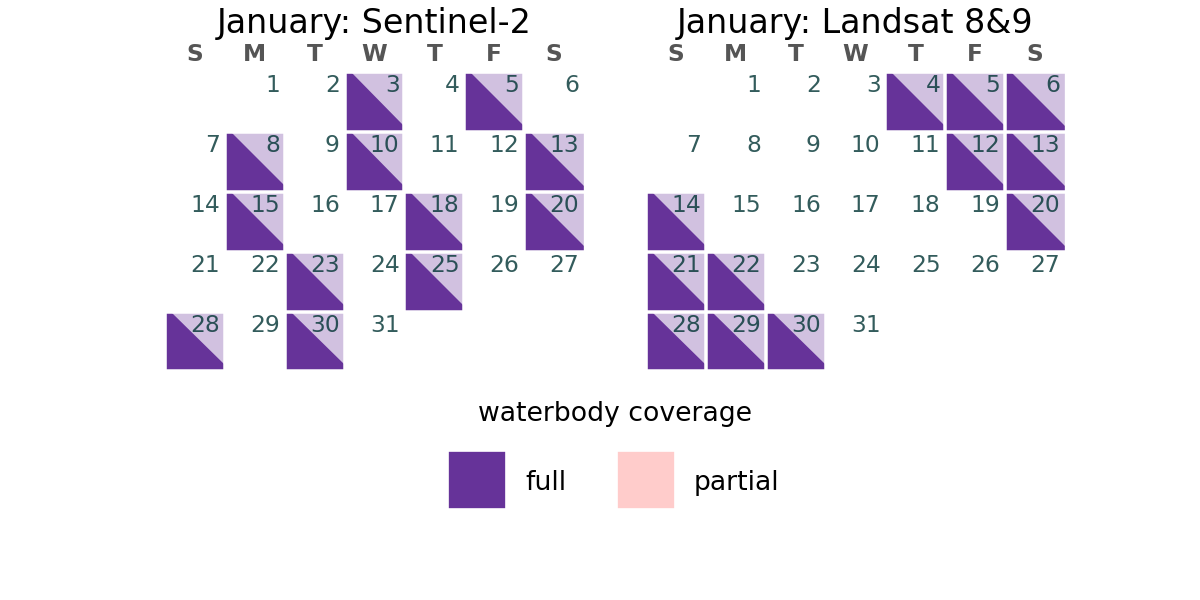 January: Sentinel-2
S M T W T F S
1 2 3 4 5 6
7 8 9 10 11 12 13
14 15 16 17 18 19 20
21 22 23 24 25 26 27
28 29 30 31
January: Landsat 8&9
S M T W T F S
1 2 3 4 5 6
7 8 9 10 11 12 13
14 15 16 17 18 19 20
21 22 23 24 25 26 27
28 29 30 31
waterbody coverage
full partial